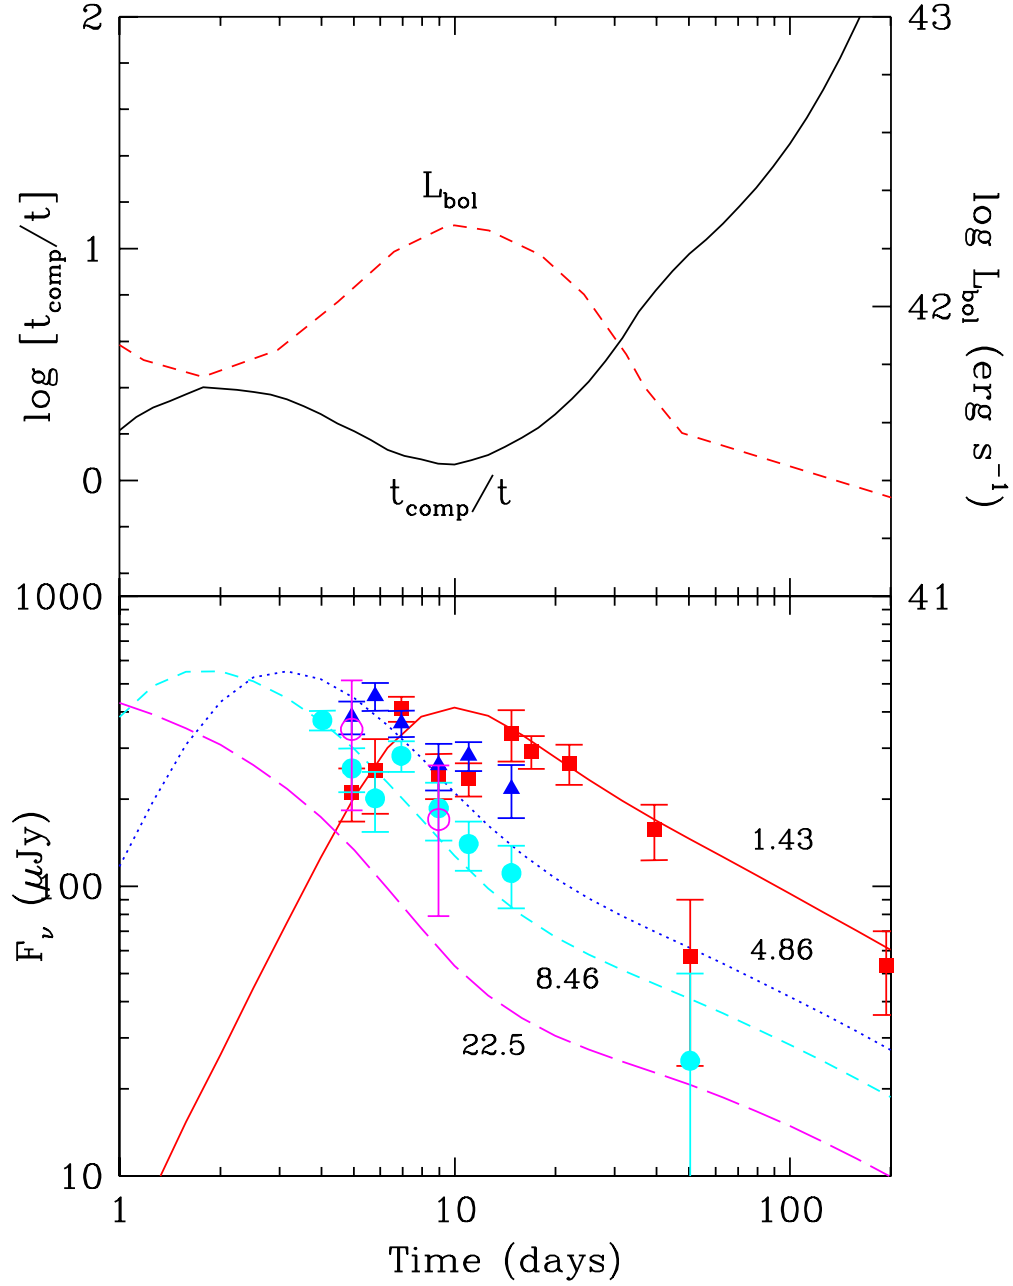 2
43
L_bol
log [t_comp/t]
1
42
log L_bol (erg s^-1)
0
t_comp/t
1000
41
F_ν (μJy)
1.43
100
4.86
8.46
22.5
10
1
10
100
Time (days)